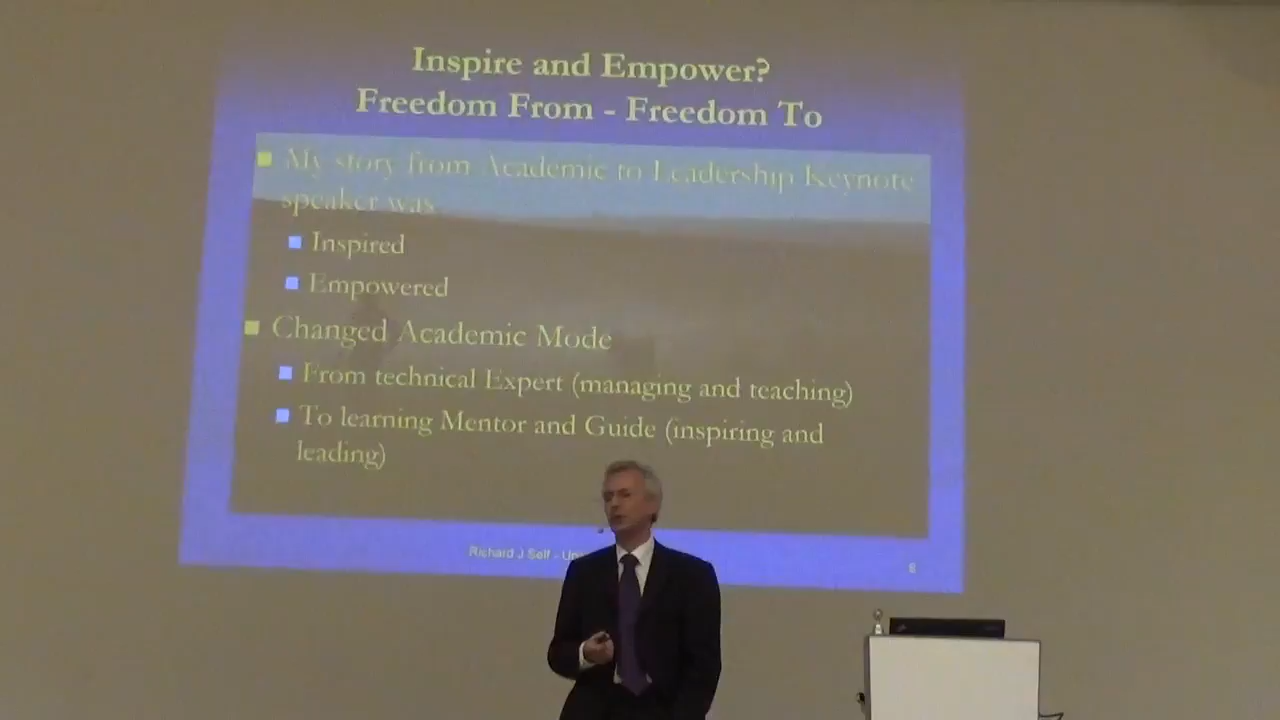 Inspire and Empower?
Freedom From - Freedom To
My story from Academic to Leadership Keynote
speaker was
Inspired
Empowered
Changed Academic Mode
From technical Expert (managing and teaching)
To learning Mentor and Guide (inspiring and
leading)
Richard J Self -